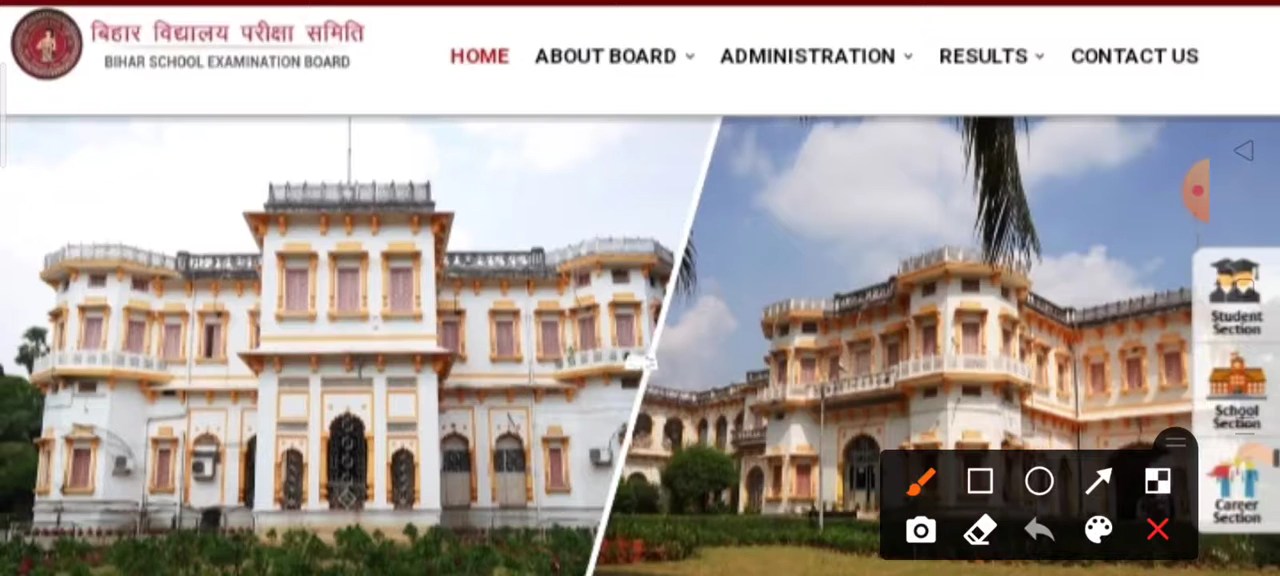 बिहार विद्यालय परीक्षा समिति
BIHAR SCHOOL EXAMINATION BOARD
HOME ABOUT BOARD ADMINISTRATION RESULTS CONTACT US
Student
Section
School
Section
Career
Section